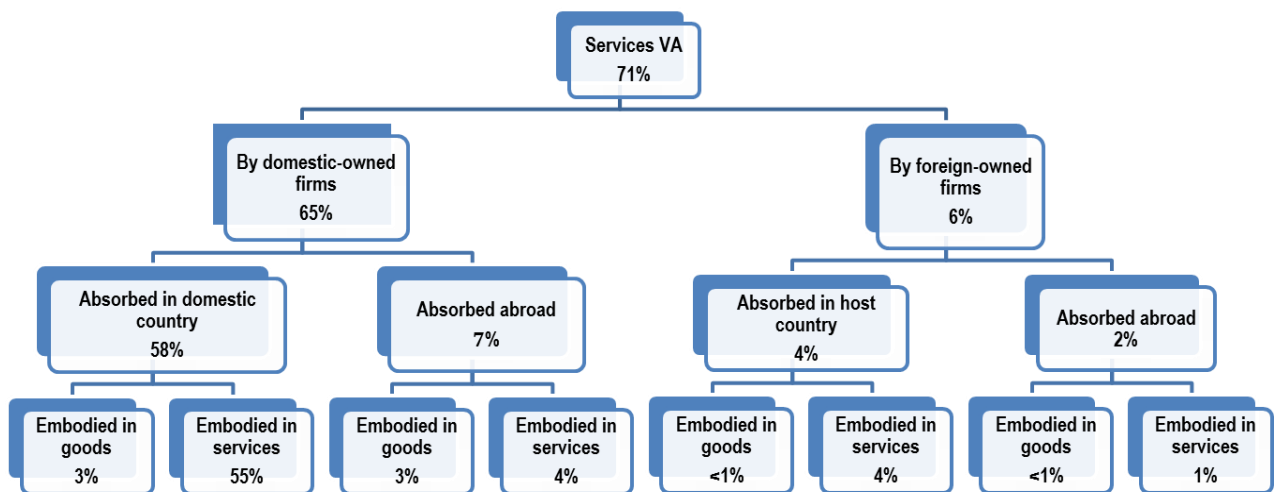 Services VA
71%
By domestic-owned
firms
65%
By foreign-owned
firms
6%
Absorbed in domestic
country
58%
Absorbed abroad
7%
Absorbed in host
country
4%
Absorbed abroad
2%
Embodied in
goods
3%
Embodied in
services
55%
Embodied in
goods
3%
Embodied in
services
4%
Embodied in
goods
<1%
Embodied in
services
4%
Embodied in
goods
<1%
Embodied in
services
1%